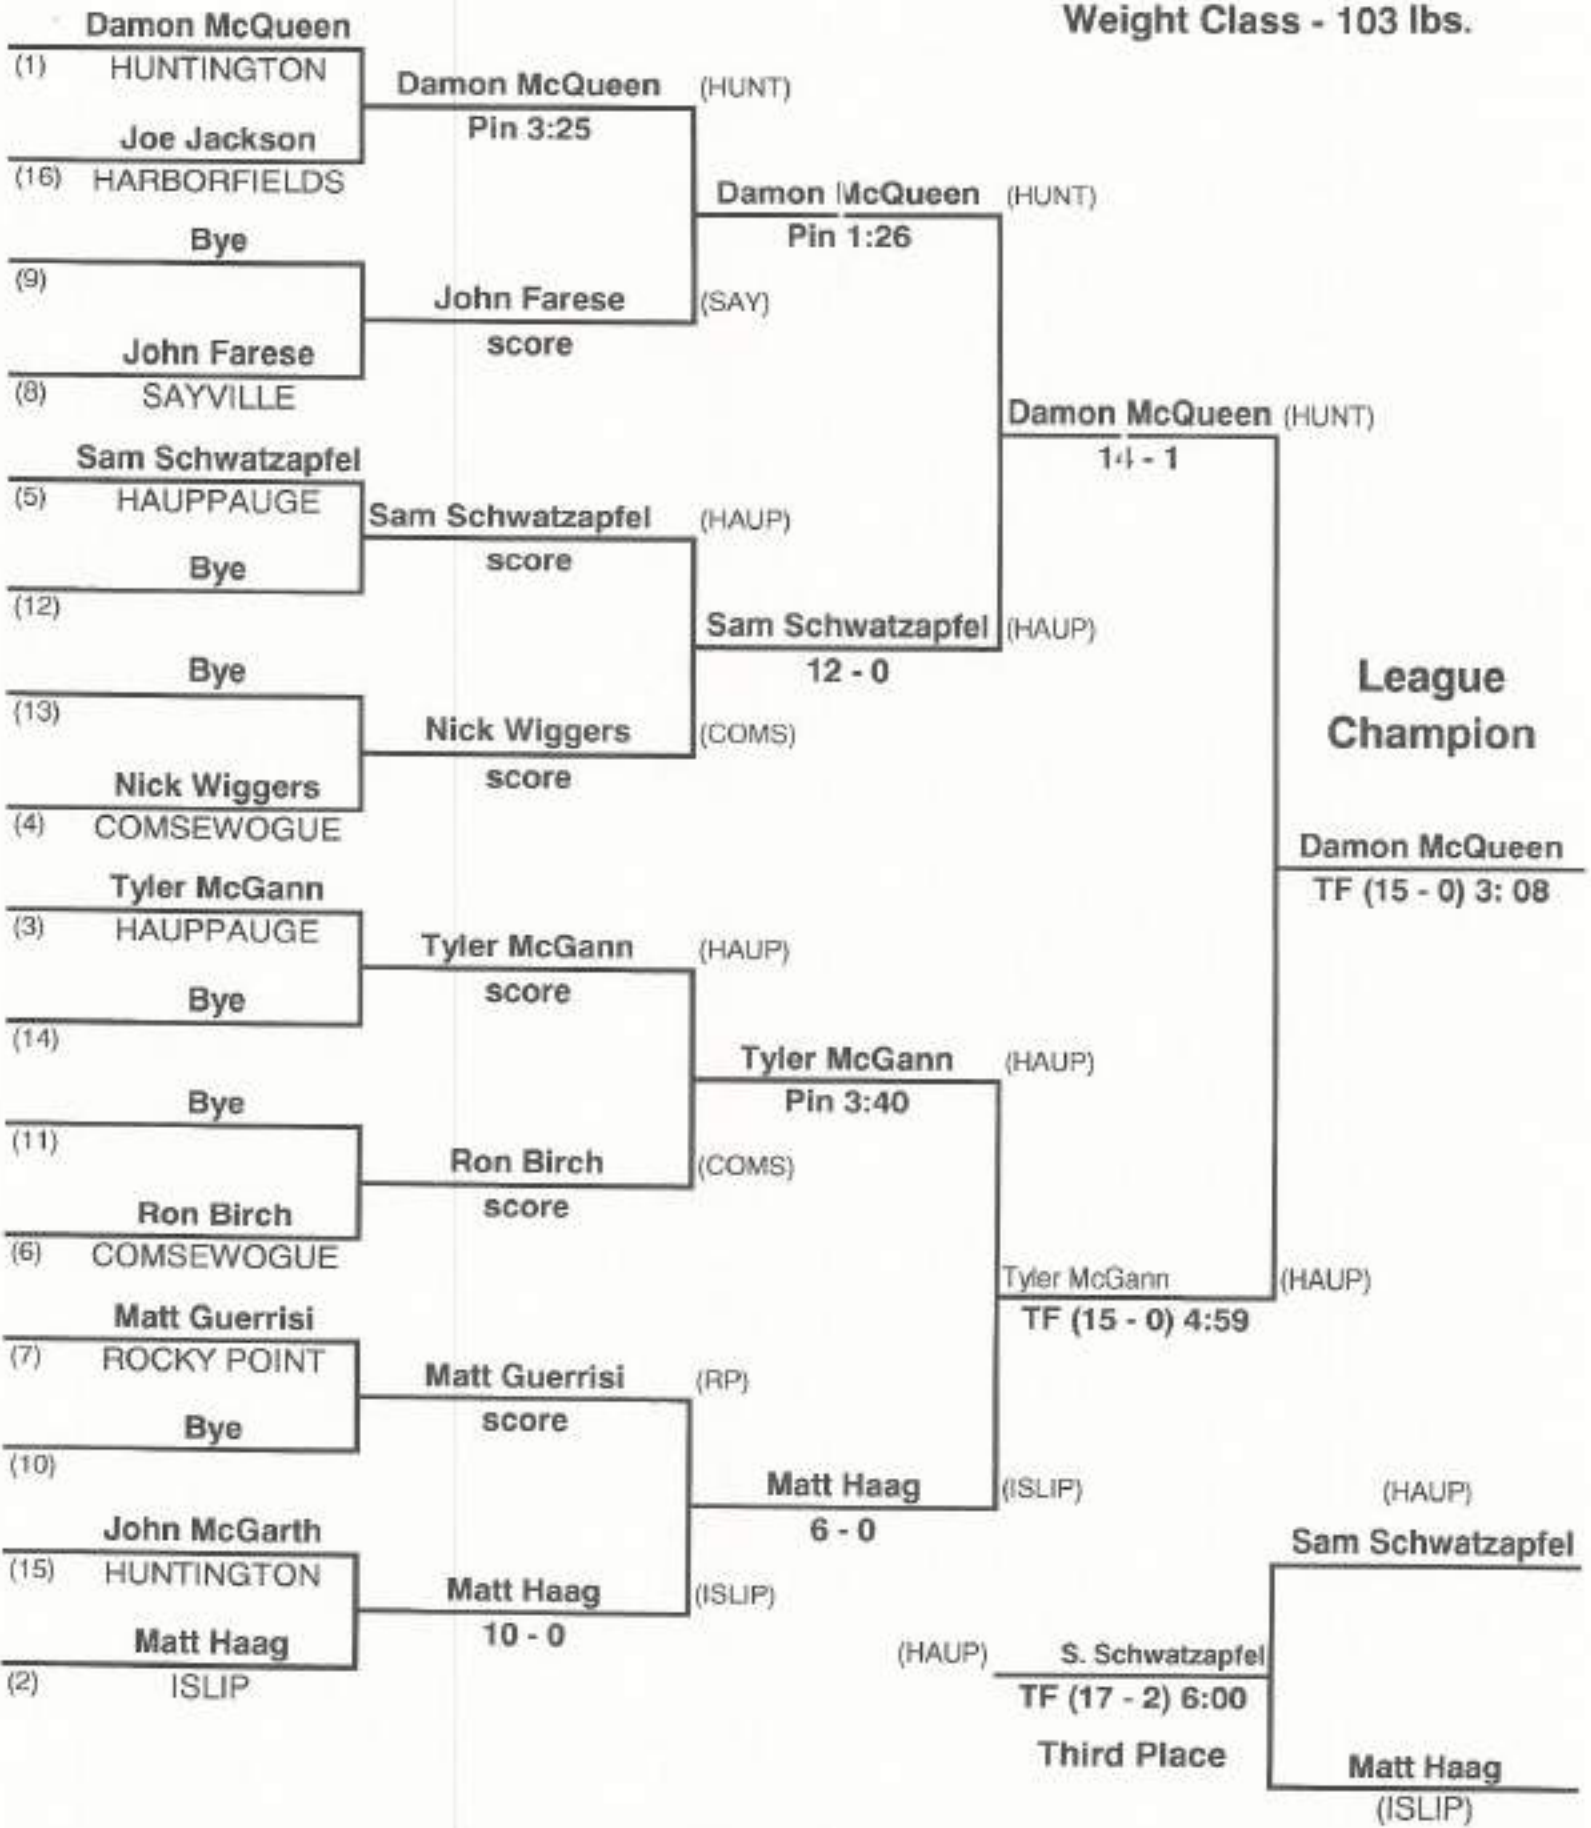 Weight Class - 103 lbs.
Damon McQueen
(1) HUNTINGTON
Joe Jackson
(16) HARBORFIELDS
Bye
(9)
John Farese
(8) SAYVILLE
Sam Schwatzapfel
(5) HAUPPAUGE
Bye
(12)
Bye
(13)
Nick Wiggers
(4) COMSEWOGUE
Tyler McGann
(3) HAUPPAUGE
Bye
(14)
Bye
(11)
Ron Birch
(6) COMSEWOGUE
Matt Guerrisi
(7) ROCKY POINT
Bye
(10)
John McGarth
(15) HUNTINGTON
Matt Haag
(2) ISLIP
Damon McQueen (HUNT)
Pin 3:25
John Farese (SAY)
score
Sam Schwatzapfel (HAUP)
score
Nick Wiggers (COMS)
score
Tyler McGann (HAUP)
score
Ron Birch (COMS)
score
Matt Guerrisi (RP)
score
Matt Haag (ISLIP)
10 - 0
Damon McQueen (HUNT)
Pin 1:26
Sam Schwatzapfel (HAUP)
12 - 0
Tyler McGann (HAUP)
Pin 3:40
Matt Haag (ISLIP)
6 - 0
Damon McQueen (HUNT)
14 - 1
Tyler McGann (HAUP)
TF (15 - 0) 4:59
League
Champion
Damon McQueen
TF (15 - 0) 3: 08
(HAUP)
Sam Schwatzapfel
(HAUP) S. Schwatzapfel
TF (17 - 2) 6:00
Third Place
Matt Haag
(ISLIP)